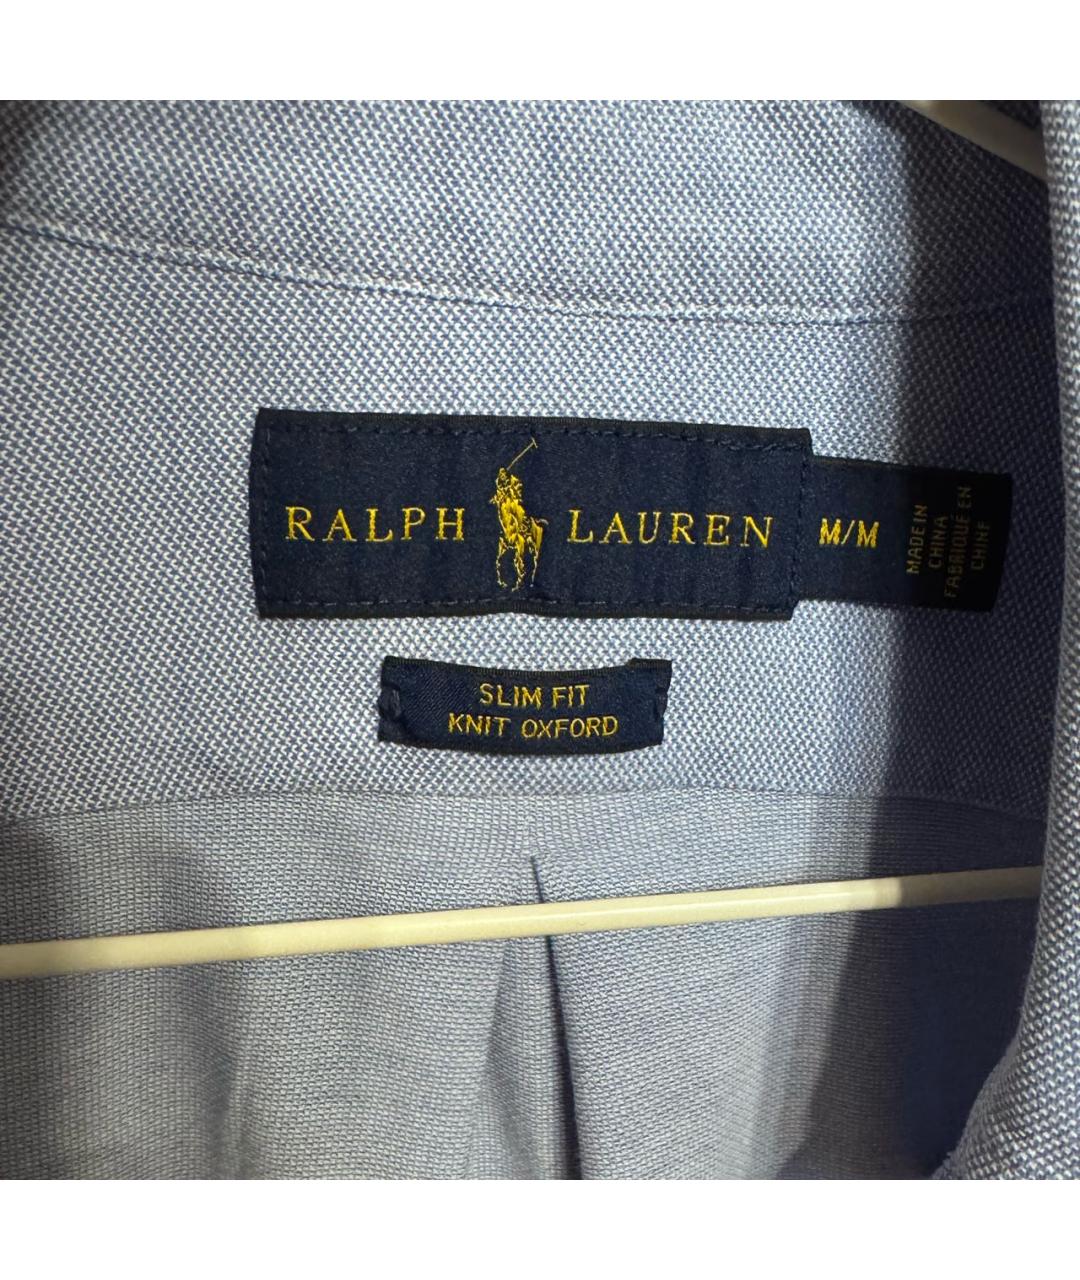 RALPH LAUREN
M/M
MADE IN
CHINA
FABRIQUÉ EN
CHINE
SLIM FIT
KNIT OXFORD